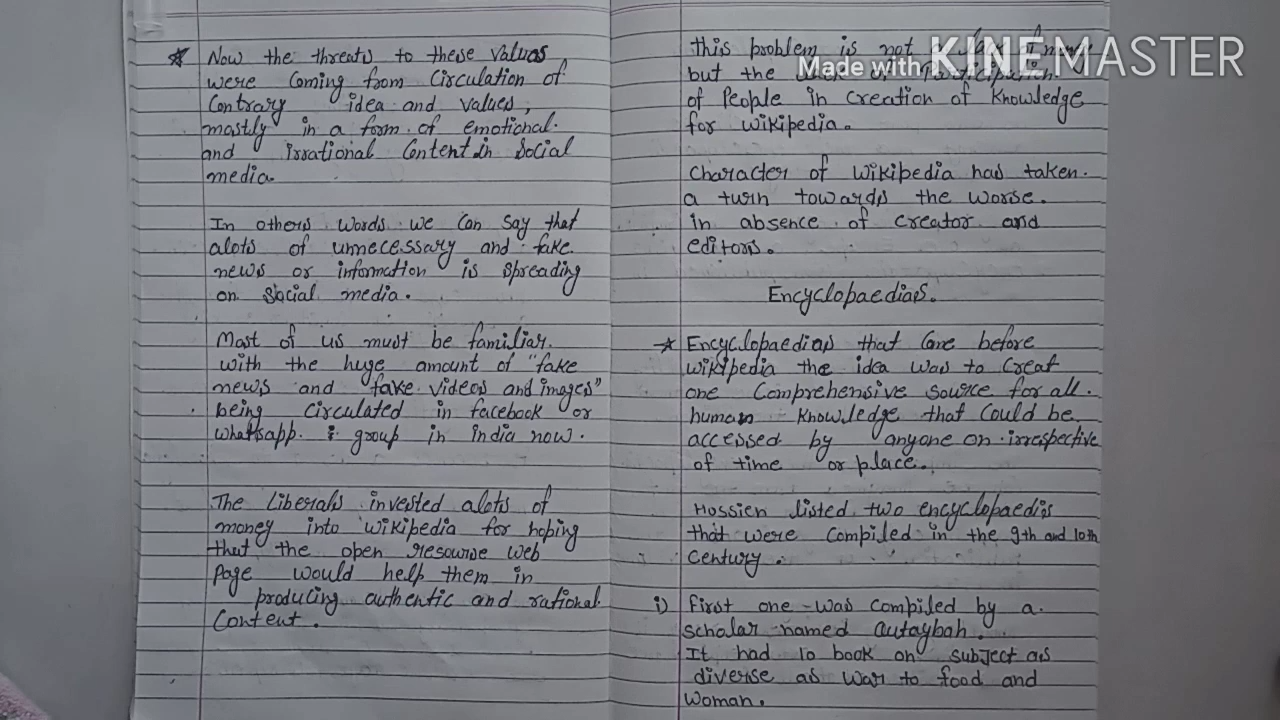 Now the threats to these values
were coming from circulation of
contrary idea and values,
mostly in a form of emotional.
and irrational content in social
media.
In others words we can say that
alots of unnecessary and fake.
news or information is spreading
on social media.
Most of us must be familiar.
with the huge amount of "fake
news and fake videos and images"
being circulated in facebook or
whatsapp. group in india now.
The Liberals invested alots of
money into wikipedia for hoping
that the open resourse web
page would help them in
producing authentic and rational
content.
this problem is not
but the
of people in creation of knowledge
for wikipedia.
Character of wikipedia has taken.
a turn towards the worse.
in absence of creator and
editors.
Encyclopaedias.
Encyclopaedias that are before
wikipedia the idea was to creat
one comprehensive source for all.
human knowledge that could be
accessed by anyone on irrespective
of time or place.
Hossien listed two encyclopaedis
that were compiled in the 9th and 10th
century.
i) first one was compiled by a.
scholar named autaybah.
It had 10 book on subject as
diverse as war to food and
woman.
Made with KINEMASTER